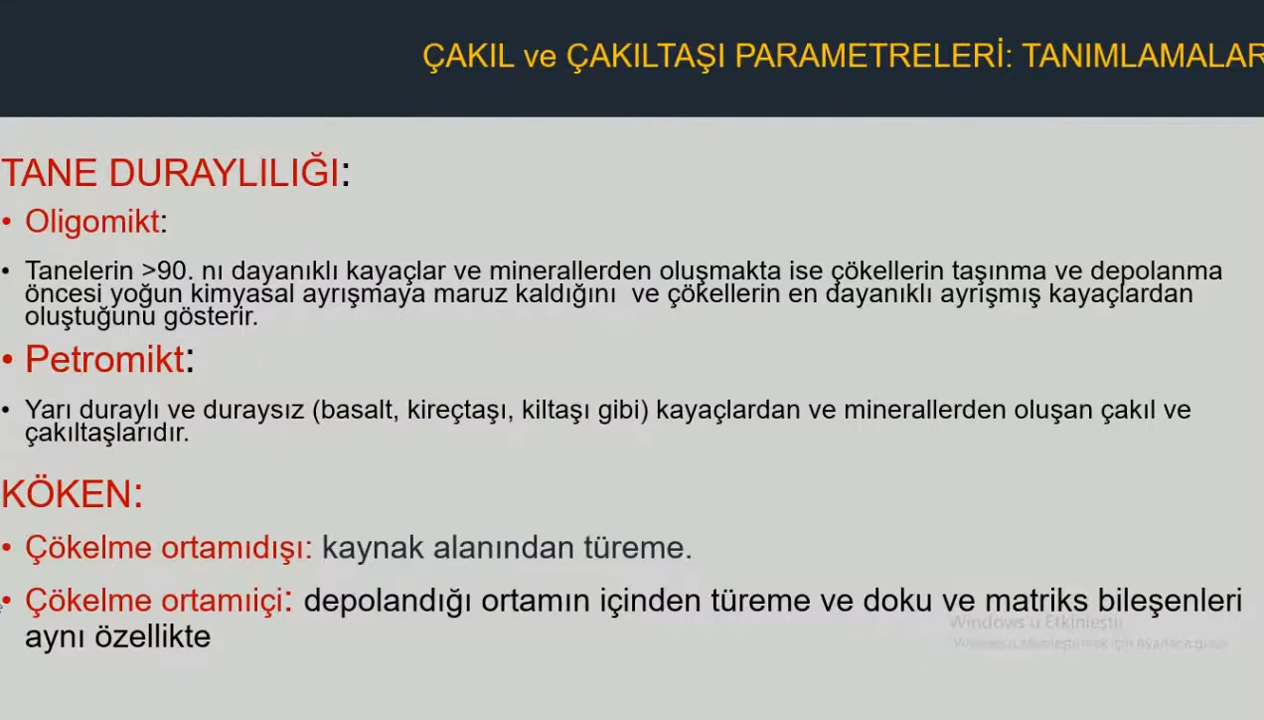 ÇAKIL ve ÇAKILTAŞI PARAMETRELERİ: TANIMLAMALAR
TANE DURAYLILIĞI:
• Oligomikt:
• Tanelerin >90. nı dayanıklı kayaçlar ve minerallerden oluşmakta ise çökellerin taşınma ve depolanma
öncesi yoğun kimyasal ayrışmaya maruz kaldığını ve çökellerin en dayanıklı ayrışmış kayaçlardan
oluştuğunu gösterir.
• Petromikt:
• Yarı duraylı ve duraysız (basalt, kireçtaşı, kiltaşı gibi) kayaçlardan ve minerallerden oluşan çakıl ve
çakıltaşlarıdır.
KÖKEN:
• Çökelme ortamıdışı: kaynak alanından türeme.
• Çökelme ortamıiçi: depolandığı ortamın içinden türeme ve doku ve matriks bileşenleri
aynı özellikte
Windows'u Etkinleştir